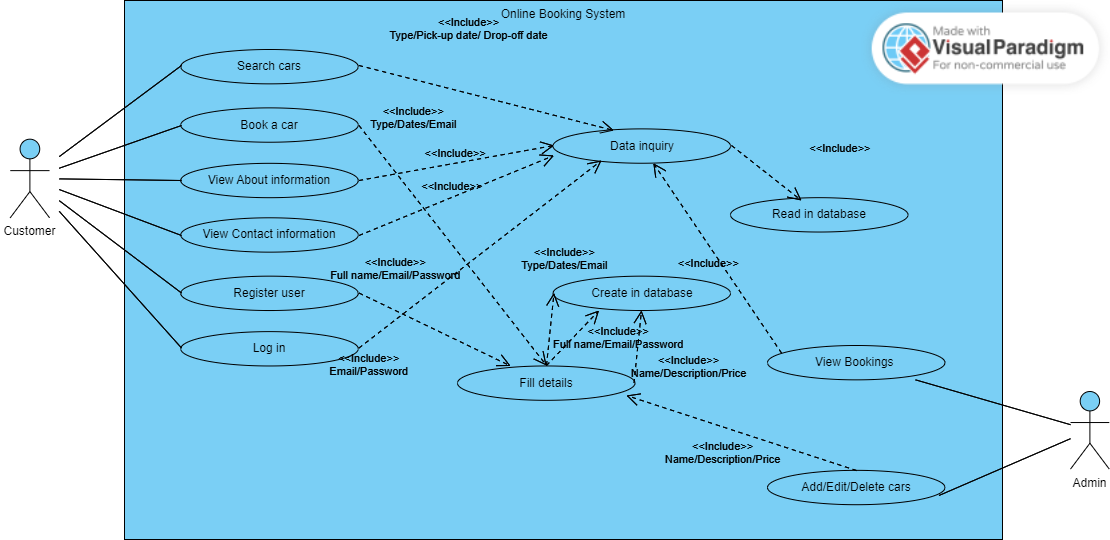 Online Booking System
<<Include>>
Type/Pick-up date/ Drop-off date
Made with
VisualParadigm
For non-commercial use
Search cars
<<Include>>
Type/Dates/Email
Book a car
Data inquiry
<<Include>>
<<Include>>
View About information
<<Include>>
Read in database
Customer
View Contact information
<<Include>>
Type/Dates/Email
<<Include>>
Full name/Email/Password
<<Include>>
Register user
Create in database
<<Include>>
Full name/Email/Password
Log in
<<Include>>
Email/Password
<<Include>>
Name/Description/Price
View Bookings
Fill details
<<Include>>
Name/Description/Price
Add/Edit/Delete cars
Admin